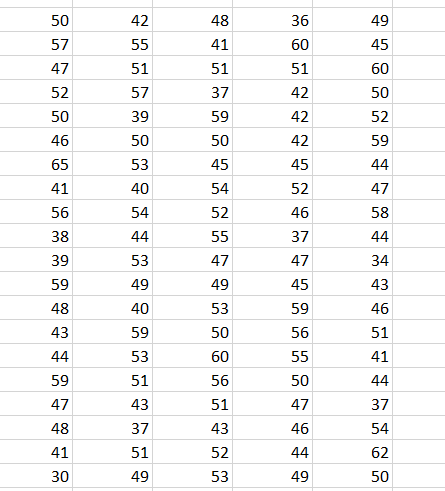 50 42 48 36 49
57 55 41 60 45
47 51 51 51 60
52 57 37 42 50
50 39 59 42 52
46 50 50 42 59
65 53 45 45 44
41 40 54 52 47
56 54 52 46 58
38 44 55 37 44
39 53 47 47 34
59 49 49 45 43
48 40 53 59 46
43 59 50 56 51
44 53 60 55 41
59 51 56 50 44
47 43 51 47 37
48 37 43 46 54
41 51 52 44 62
30 49 53 49 50